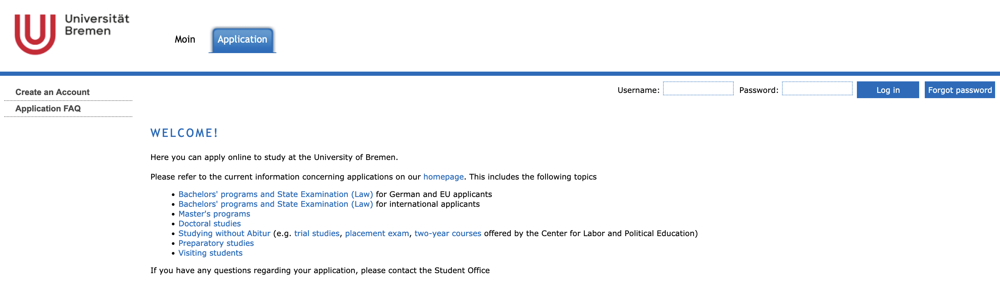 Universität
Bremen
Moin
Application
Create an Account
Application FAQ
Username:
Password:
Log in
Forgot password
WELCOME!
Here you can apply online to study at the University of Bremen.
Please refer to the current information concerning applications on our homepage. This includes the following topics
• Bachelors' programs and State Examination (Law) for German and EU applicants
• Bachelors' programs and State Examination (Law) for international applicants
• Master's programs
• Doctoral studies
• Studying without Abitur (e.g. trial studies, placement exam, two-year courses offered by the Center for Labor and Political Education)
• Preparatory studies
• Visiting students
If you have any questions regarding your application, please contact the Student Office